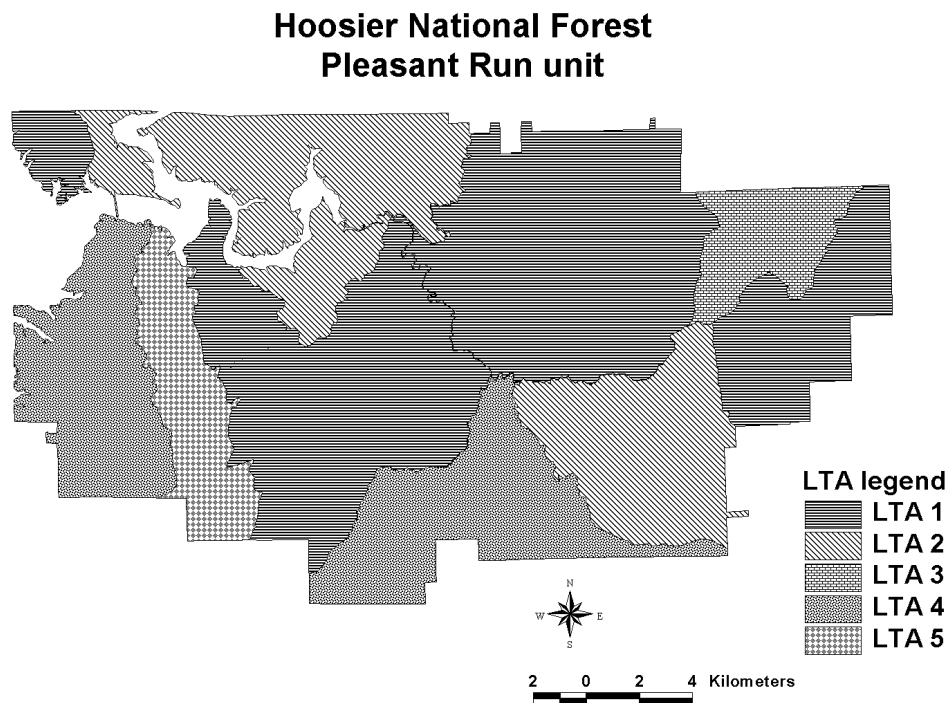 Hoosier National Forest
Pleasant Run unit
LTA legend
LTA 1
LTA 2
LTA 3
LTA 4
LTA 5
N
W E
S
2 0 2 4 Kilometers